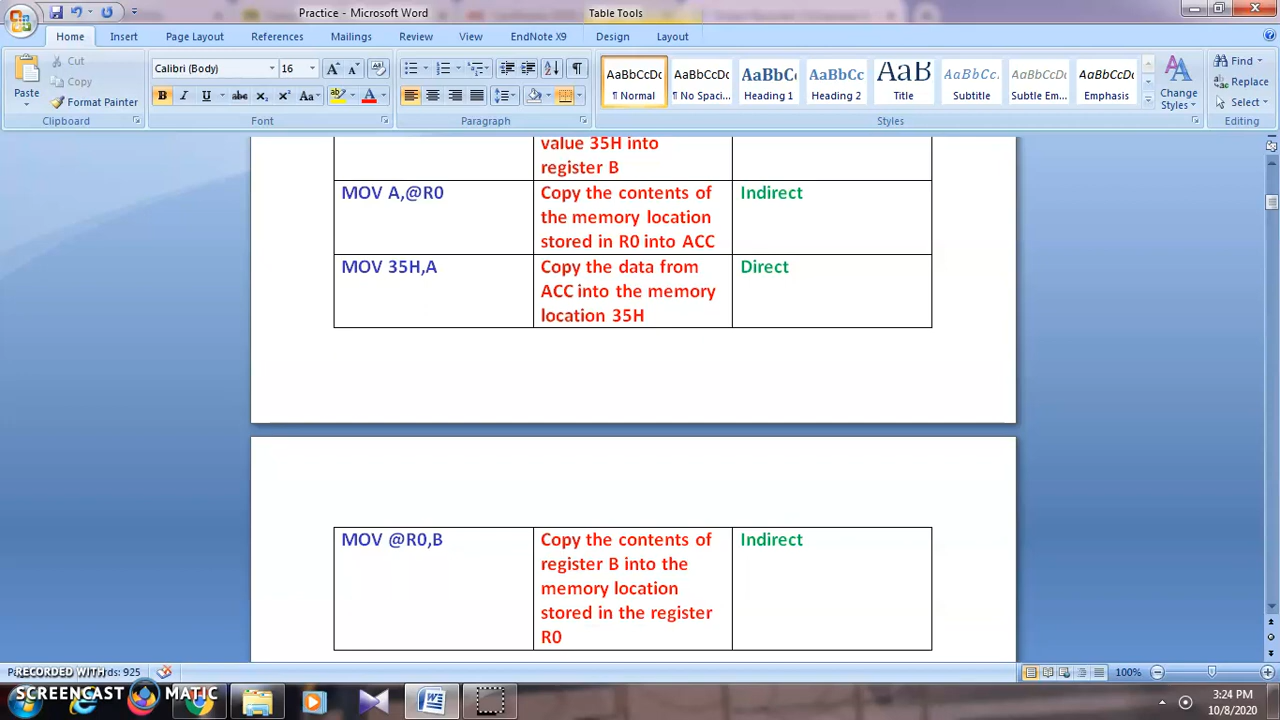 Practice - Microsoft Word
Table Tools
Home
Insert
Page Layout
References
Mailings
Review
View
EndNote X9
Design
Layout
Paste
Cut
Copy
Format Painter
Clipboard
Calibri (Body)
16
B I U abc X₂ X² Aa
Font
Paragraph
AaBbCcDc
¶ Normal
AaBbCcDc
¶ No Spaci...
AaBbCc
Heading 1
AaBbCc
Heading 2
AaB
Title
AaBbCc.
Subtitle
AaBbCcDc
Subtle Em...
AaBbCcDc
Emphasis
Change
Styles
Styles
Find
Replace
Select
Editing
value 35H into
register B
MOV A,@R0
Copy the contents of
the memory location
stored in R0 into ACC
Indirect
MOV 35H,A
Copy the data from
ACC into the memory
location 35H
Direct
MOV @R0,B
Copy the contents of
register B into the
memory location
stored in the register
R0
Indirect
925
100%
RECORDED WITH
SCREENCAST MATIC
3:24 PM
10/8/2020